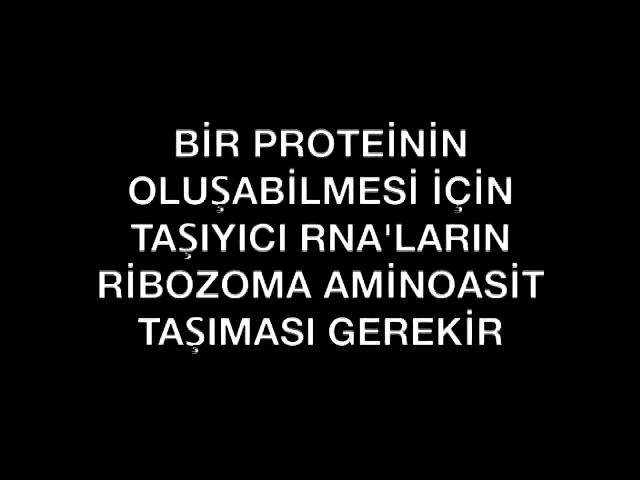 BİR PROTEİNİN
OLUŞABİLMESİ İÇİN
TAŞIYICI RNA'LARIN
RİBOZOMA AMİNOASİT
TAŞIMASI GEREKİR